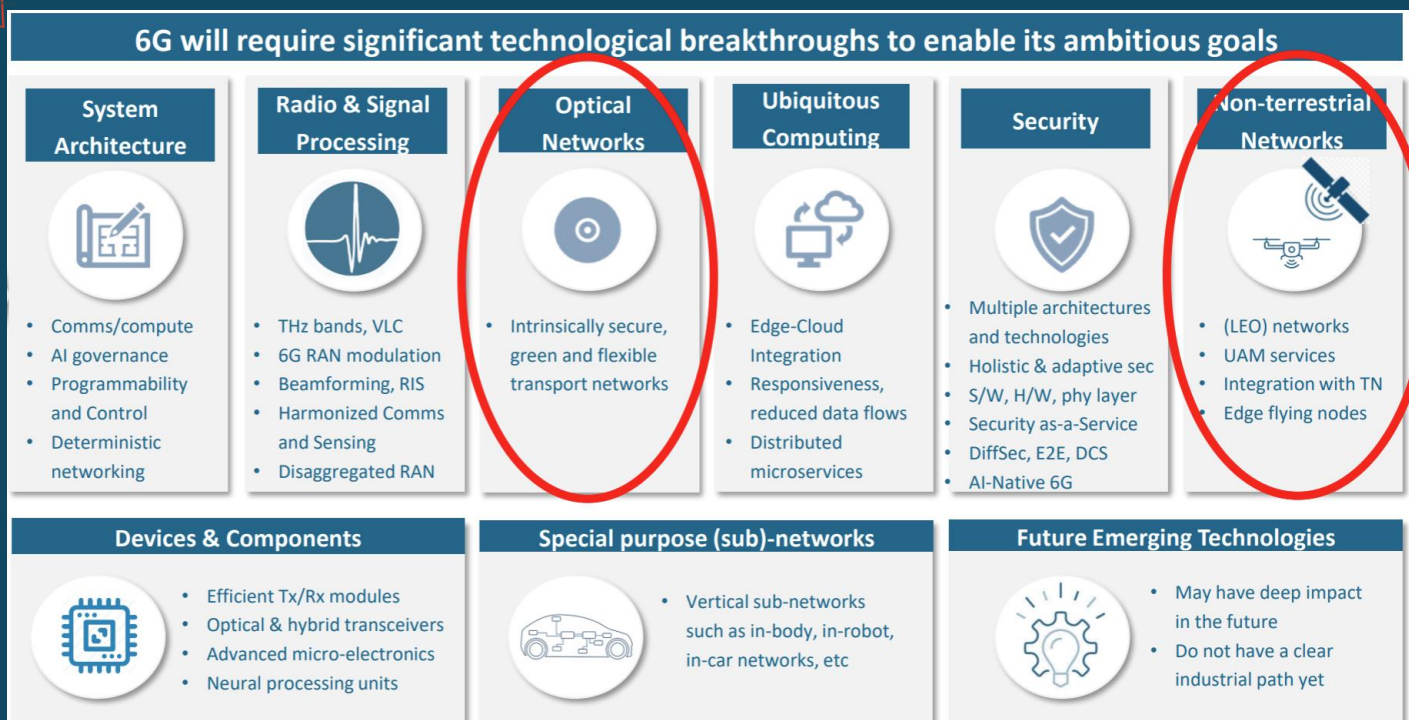 6G will require significant technological breakthroughs to enable its ambitious goals
System
Architecture
• Comms/compute
• AI governance
• Programmability
and Control
• Deterministic
networking
Radio & Signal
Processing
• THz bands, VLC
• 6G RAN modulation
• Beamforming, RIS
• Harmonized Comms
and Sensing
• Disaggregated RAN
Optical
Networks
• Intrinsically secure,
green and flexible
transport networks
Ubiquitous
Computing
• Edge-Cloud
Integration
• Responsiveness,
reduced data flows
• Distributed
microservices
Security
• Multiple architectures
and technologies
• Holistic & adaptive sec
• S/W, H/W, phy layer
• Security as-a-Service
• DiffSec, E2E, DCS
• AI-Native 6G
Non-terrestrial
Networks
• (LEO) networks
• UAM services
• Integration with TN
• Edge flying nodes
Devices & Components
• Efficient Tx/Rx modules
• Optical & hybrid transceivers
• Advanced micro-electronics
• Neural processing units
Special purpose (sub)-networks
• Vertical sub-networks
such as in-body, in-robot,
in-car networks, etc
Future Emerging Technologies
• May have deep impact
in the future
• Do not have a clear
industrial path yet